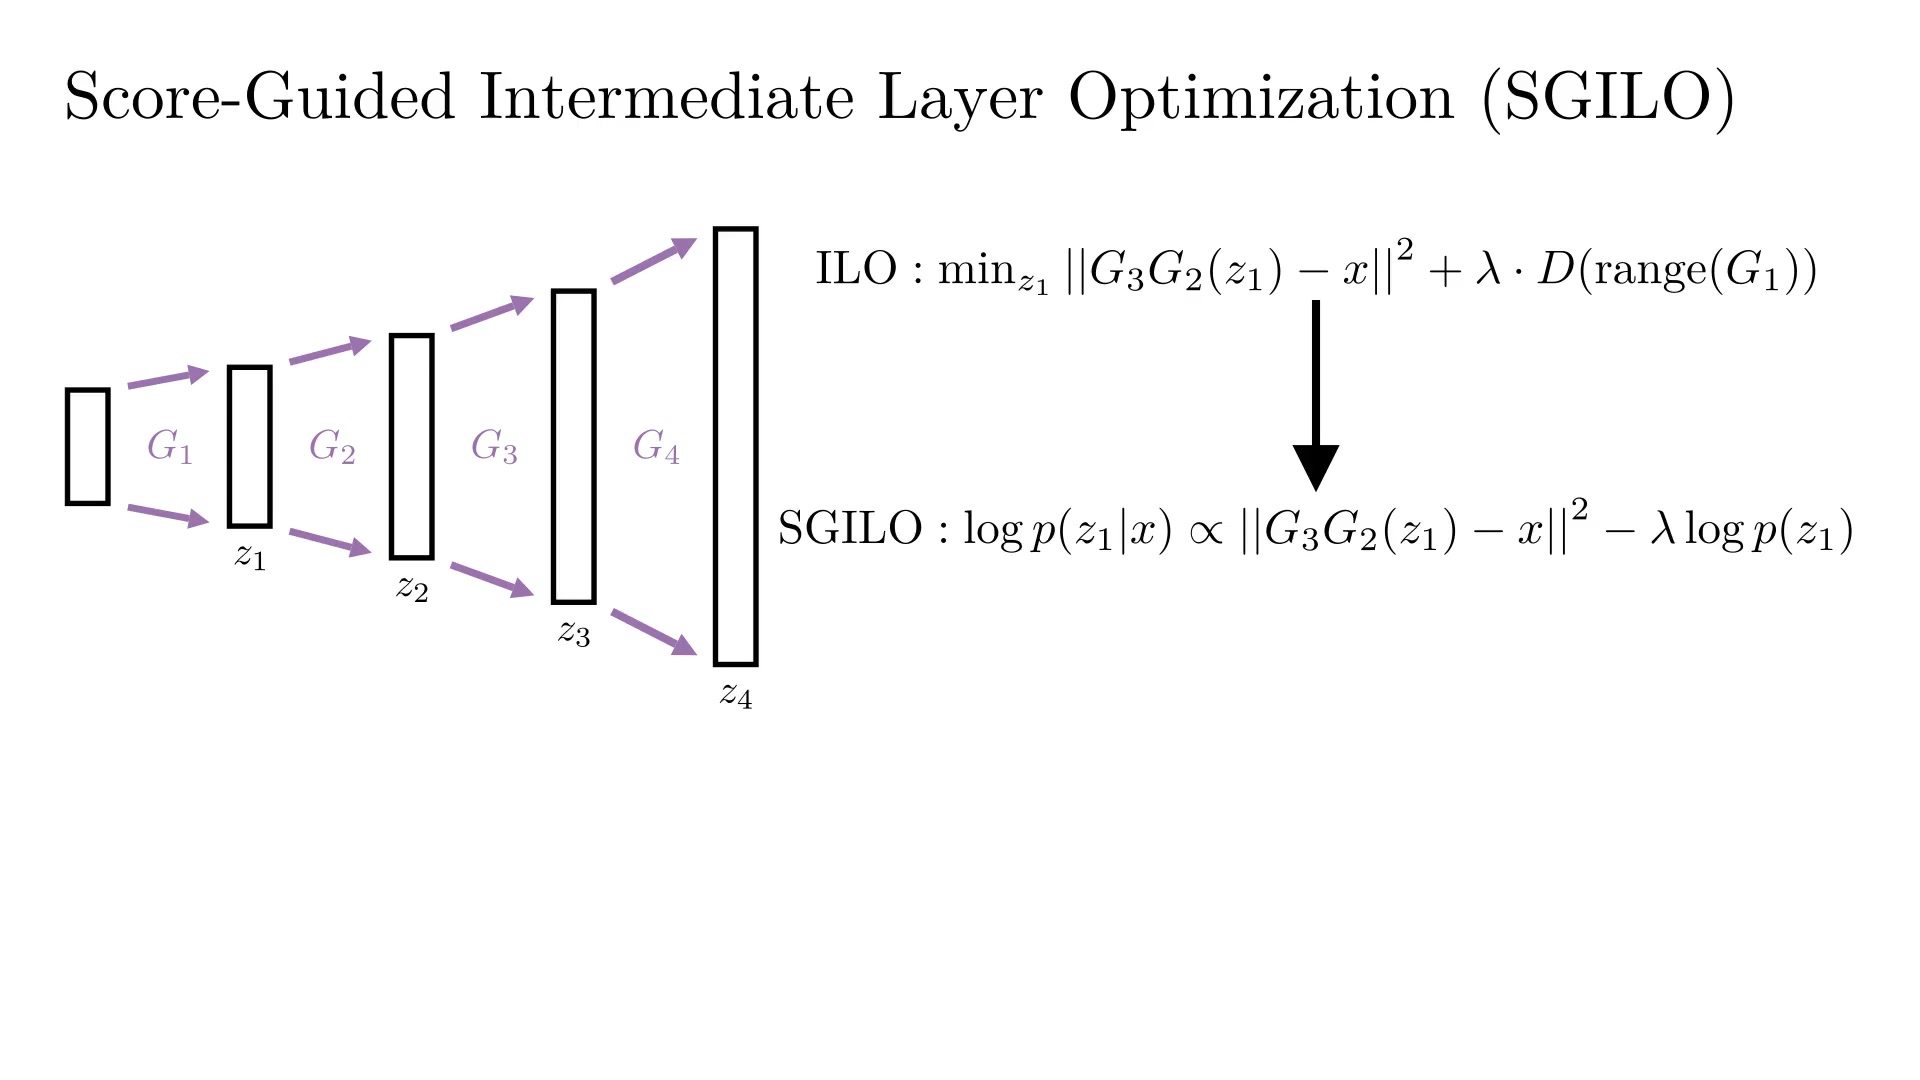 Score-Guided Intermediate Layer Optimization (SGILO)
ILO : min_{z_1} ||G_3G_2(z_1) − x||^2 + λ · D(range(G_1))
G_1 G_2 G_3 G_4
SGILO : log p(z_1|x) ∝ ||G_3G_2(z_1) − x||^2 − λ log p(z_1)
z_1
z_2
z_3
z_4